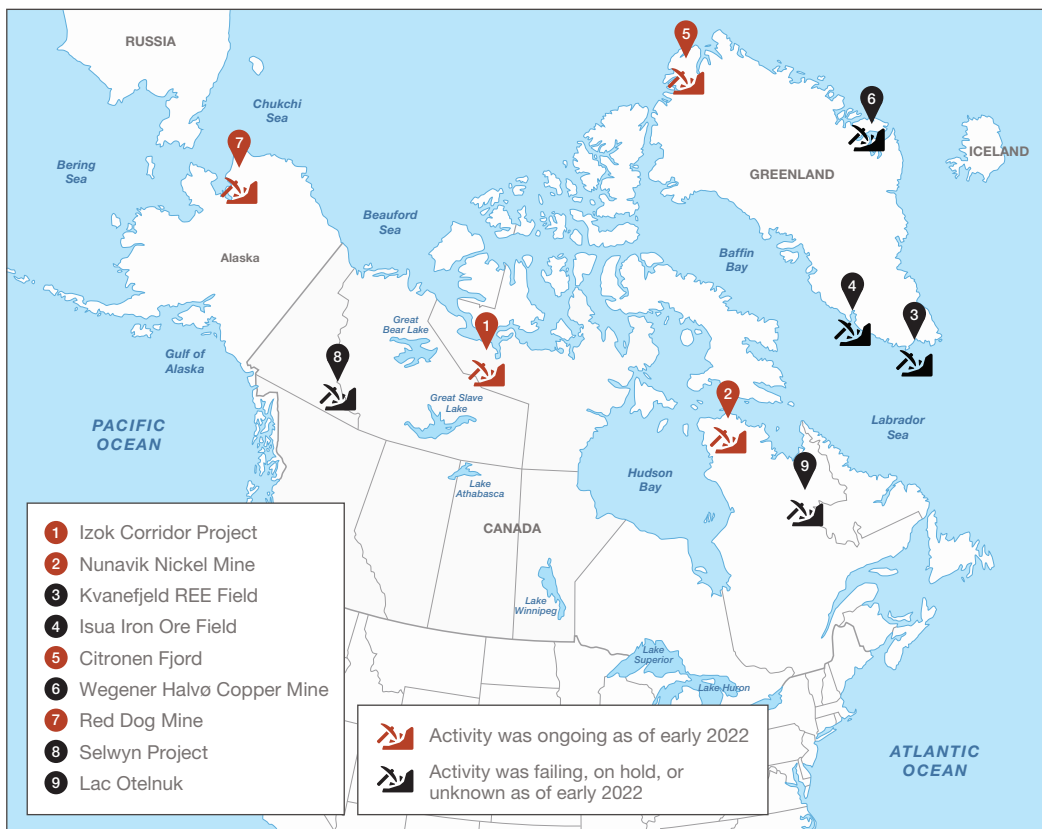 RUSSIA
Chukchi
Sea
5
6
7
ICELAND
Bering
Sea
GREENLAND
Beauford
Sea
Baffin
Bay
Alaska
4
3
1
Great
Bear Lake
Gulf of
Alaska
8
Great Slave
Lake
2
Labrador
Sea
PACIFIC
OCEAN
9
Hudson
Bay
Lake
Athabasca
CANADA
Lake
Winnipeg
Lake
Superior
Lake Huron
1 Izok Corridor Project
2 Nunavik Nickel Mine
3 Kvanefjeld REE Field
4 Isua Iron Ore Field
5 Citronen Fjord
6 Wegener Halvø Copper Mine
7 Red Dog Mine
8 Selwyn Project
9 Lac Otelnuk
Activity was ongoing as of early 2022
Activity was failing, on hold, or
unknown as of early 2022
ATLANTIC
OCEAN